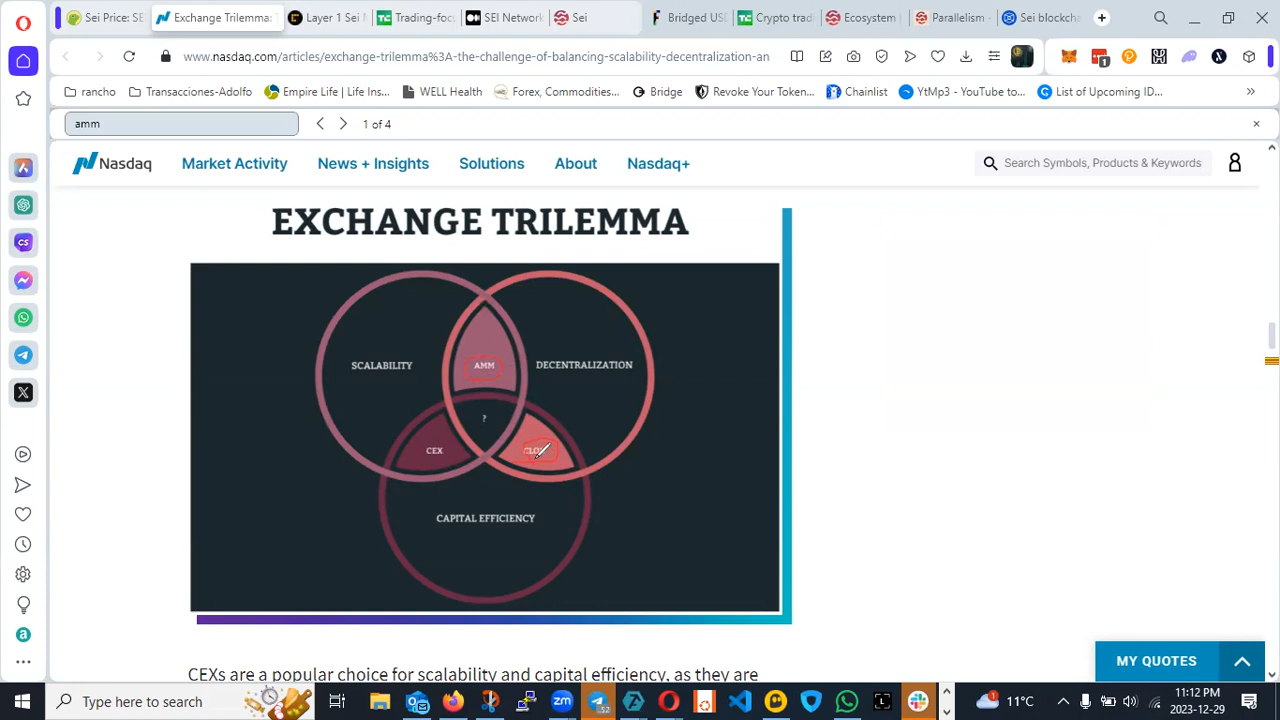 Sei Price: SE
Exchange Trilemma:
Layer 1 Sei
Trading-focu
SEI Network
Sei
Bridged USD
Crypto trad
Ecosystem
Parallelism
Sei blockcha
www.nasdaq.com/articles/exchange-trilemma%3A-the-challenge-of-balancing-scalability-decentralization-an
1
rancho
Transacciones-Adolfo
Empire Life | Life Ins...
WELL Health
Forex, Commodities...
Bridge
Revoke Your Token...
Chainlist
YtMp3 - YouTube to...
List of Upcoming ID...
amm
1 of 4
Nasdaq
Market Activity
News + Insights
Solutions
About
Nasdaq+
Search Symbols, Products & Keywords
EXCHANGE TRILEMMA
SCALABILITY
AMM
DECENTRALIZATION
?
CEX
CAPITAL EFFICIENCY
CEXs are a popular choice for scalability and capital efficiency, as they are
MY QUOTES
Type here to search
11°C
11:12 PM
2023-12-29